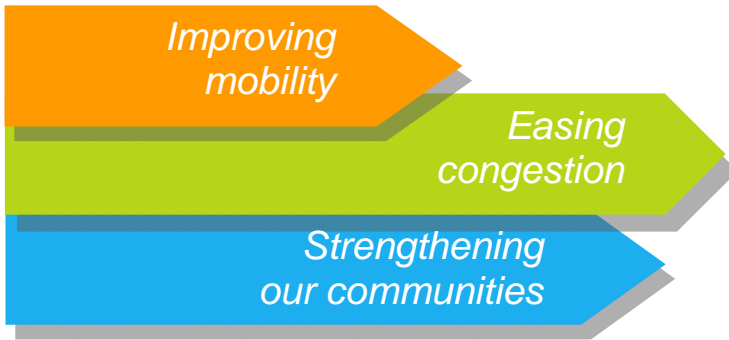 Improving
mobility
Easing
congestion
Strengthening
our communities